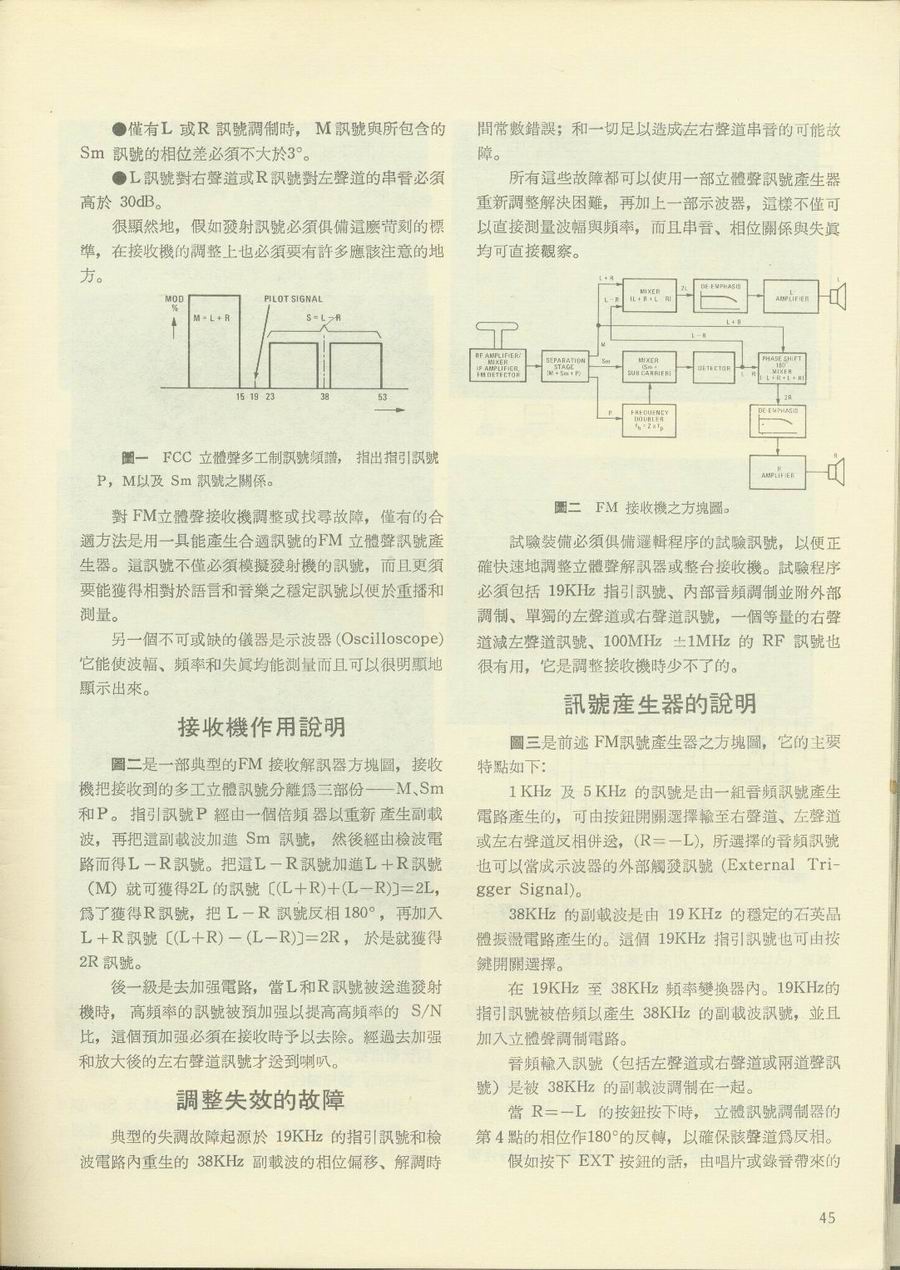 ●僅有L 或R 訊號調制時， M訊號與所包含的
Sm 訊號的相位差必須不大於3°。
●L訊號對右聲道或R訊號對左聲道的串音必須
高於 30dB。
很顯然地，假如發射訊號必須俱備這麼苛刻的標
準，在接收機的調整上也必須要有許多應該注意的地
方。
MOD
%
PILOT SIGNAL
M = L + R
S = L - R
15 19 23 38 53
圖一 FCC 立體聲多工制訊號頻譜， 指出指引訊號
P，M以及 Sm 訊號之關係。
對 FM立體聲接收機調整或找尋故障，僅有的合
適方法是用一具能產生合適訊號的FM 立體聲訊號產
生器。這訊號不僅必須模擬發射機的訊號，而且更須
要能獲得相對於語言和音樂之穩定訊號以便於重播和
測量。
另一個不可或缺的儀器是示波器 (Oscilloscope)
它能使波幅、頻率和失眞均能測量而且可以很明顯地
顯示出來。
接收機作用說明
圖二是一部典型的FM 接收解訊器方塊圖，接收
機把接收到的多工立體訊號分離爲三部份——M、Sm
和P。 指引訊號P 經由一個倍頻 器以重新 產生副載
波，再把這副載波加進 Sm 訊號， 然後經由檢波電
路而得L－R訊號。把這L－R訊號加進L＋R訊號
（M）就可獲得2L 的訊號〔(L＋R)+(L－R)〕=2L，
爲了獲得R訊號，把 L－R 訊號反相 180°，再加入
L＋R訊號〔(L＋R)－(L－R)〕=2R， 於是就獲得
2R 訊號。
後一級是去加强電路，當L和R訊號被送進發射
機時， 高頻率的訊號被預加强以提高高頻率的 S/N
比，這個預加强必須在接收時予以去除。經過去加强
和放大後的左右聲道訊號才送到喇叭。
調整失效的故障
典型的失調故障起源於 19KHz 的指引訊號和檢
波電路內重生的 38KHz 副載波的相位偏移、解調時
間常數錯誤；和一切足以造成左右聲道串音的可能故
障。
所有這些故障都可以使用一部立體聲訊號產生器
重新調整解決困難，再加上一部示波器，這樣不僅可
以直接測量波幅與頻率，而且串音、相位關係與失眞
均可直接觀察。
L + R
L - R
MIXER
(L + R + L - R)
2L
DE-EMPHASIS
L
AMPLIFIER
L
L + R
L - R
M
RF AMPLIFIER/
MIXER
IF AMPLIFIER
FM DETECTOR
SEPARATION
STAGE
(M + Sm + P)
Sm
MIXER
(Sm +
SUB CARRIER)
DETECTOR
L - R
PHASE SHIFT
180°
MIXER
(-L + R + L + R)
P
FREQUENCY
DOUBLER
fh = 2 x fp
2R
DE-EMPHASIS
R
AMPLIFIER
R
圖二 FM 接收機之方塊圖。
試驗裝備必須俱備邏輯程序的試驗訊號，以便正
確快速地調整立體聲解訊器或整台接收機。試驗程序
必須包括 19KHz 指引訊號、內部音頻調制並附外部
調制、單獨的左聲道或右聲道訊號，一個等量的右聲
道減左聲道訊號、100MHz ±1MHz 的 RF 訊號也
很有用，它是調整接收機時少不了的。
訊號產生器的說明
圖三是前述 FM訊號產生器之方塊圖，它的主要
特點如下：
1KHz 及 5KHz 的訊號是由一組音頻訊號產生
電路產生的，可由按鈕開關選擇輸至右聲道、左聲道
或左右聲道反相併送，(R＝－L)，所選擇的音頻訊號
也可以當成示波器的外部觸發訊號 (External Tri-
gger Signal)。
38KHz 的副載波是由 19KHz 的穩定的石英晶
體振盪電路產生的。這個 19KHz 指引訊號也可由按
鍵開關選擇。
在 19KHz 至 38KHz 頻率變換器內。19KHz的
指引訊號被倍頻以產生 38KHz 的副載波訊號，並且
加入立體聲調制電路。
音頻輸入訊號（包括左聲道或右聲道或兩道聲訊
號）是被 38KHz 的副載波調制在一起。
當 R＝－L 的按鈕按下時， 立體訊號調制器的
第4點的相位作180°的反轉，以確保該聲道爲反相。
假如按下 EXT 按鈕的話，由唱片或錄音帶來的
45